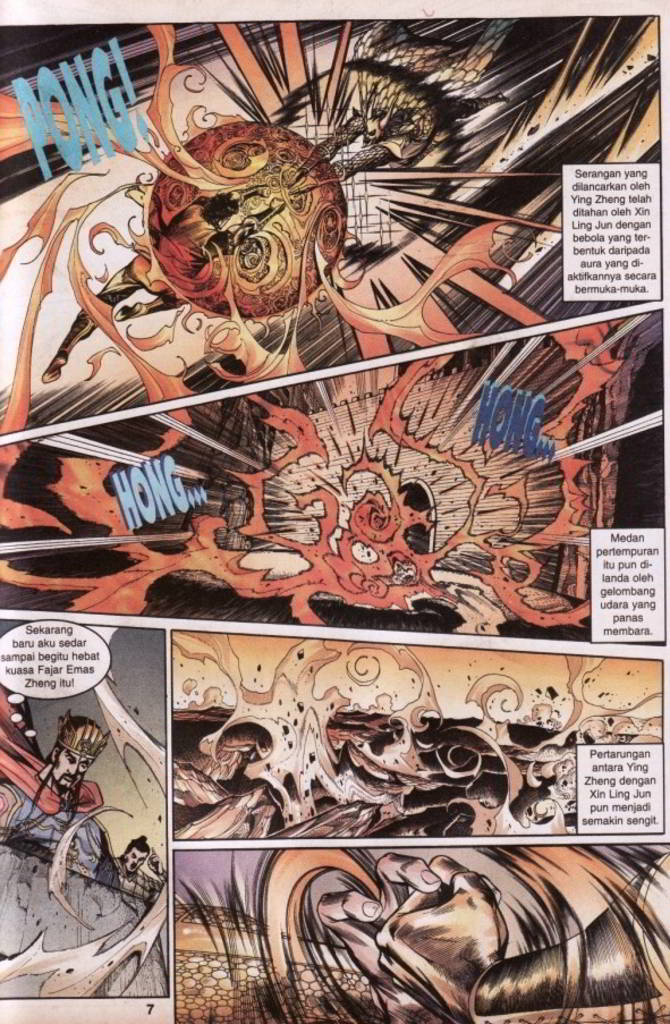 PONG!
Serangan yang
dilancarkan oleh
Ying Zheng telah
ditahan oleh Xin
Ling Jun dengan
bebola yang ter-
bentuk daripada
aura yang di-
aktifkannya secara
bermuka-muka.
HONG...
HONG...
Medan
pertempuran
itu pun di-
landa oleh
gelombang
udara yang
panas
membara.
Sekarang
baru aku sedar
sampai begitu hebat
kuasa Fajar Emas
Zheng itu!
Pertarungan
antara Ying
Zheng dengan
Xin Ling Jun
pun menjadi
semakin sengit.
7